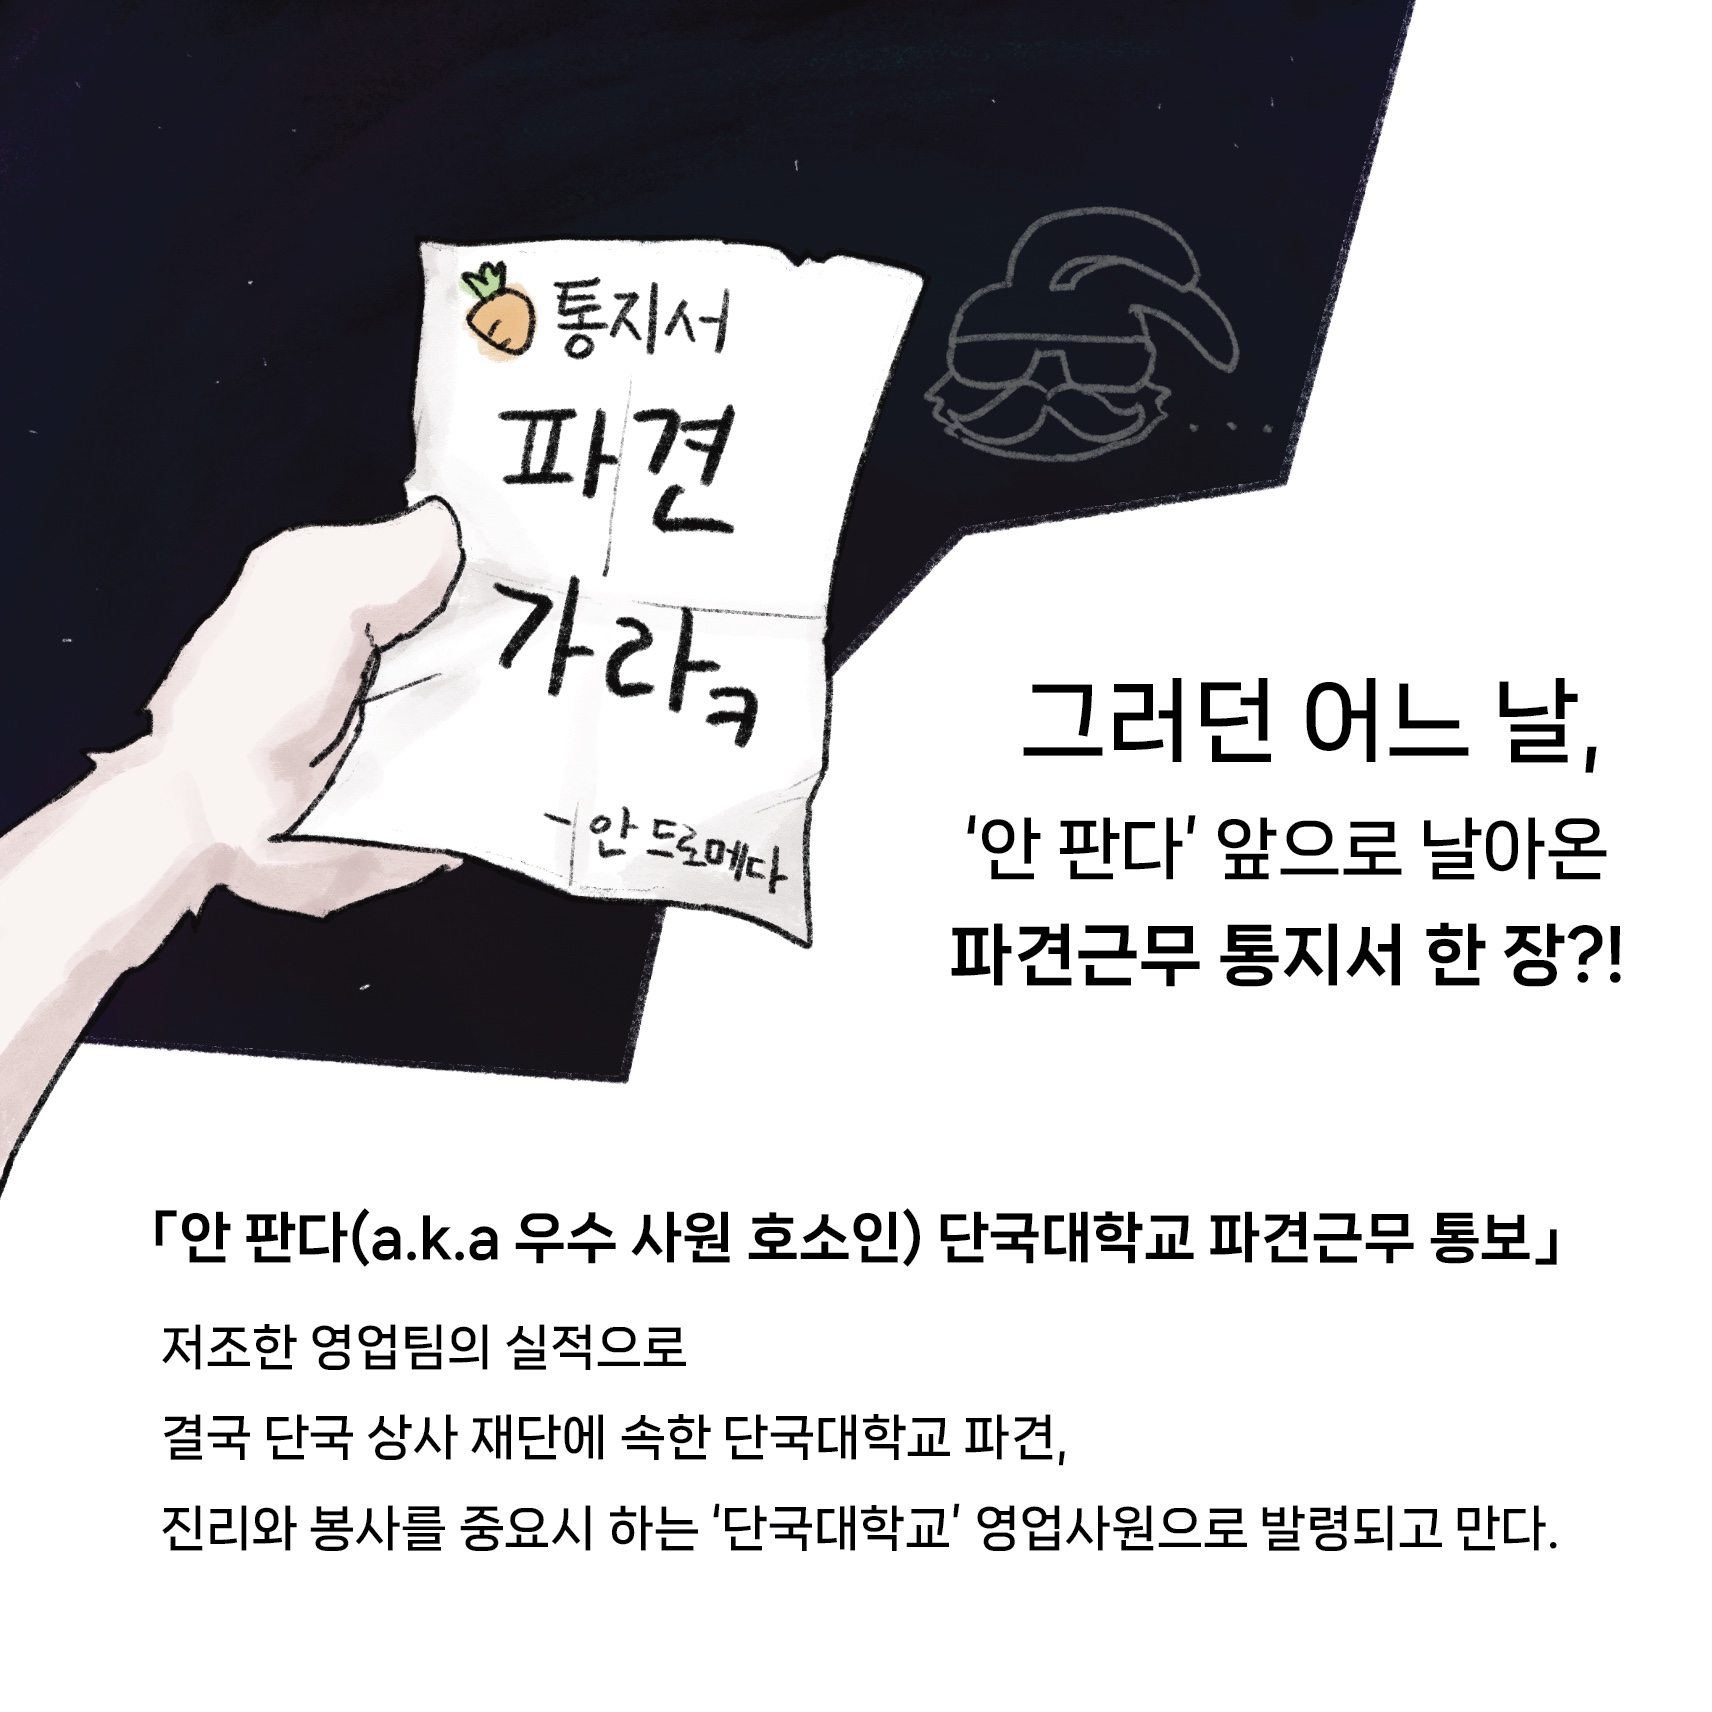 통지서
파견
가라ㅋ
- 안 드로메다
그러던 어느 날,
‘안 판다’ 앞으로 날아온
파견근무 통지서 한 장?!
「안 판다(a.k.a 우수 사원 호소인) 단국대학교 파견근무 통보」
저조한 영업팀의 실적으로
결국 단국 상사 재단에 속한 단국대학교 파견,
진리와 봉사를 중요시 하는 ‘단국대학교’ 영업사원으로 발령되고 만다.